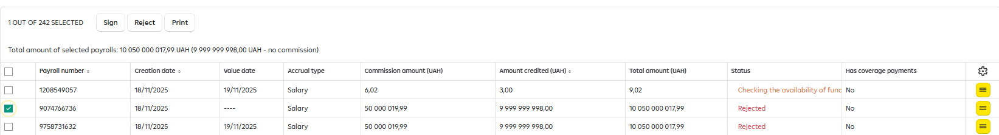 1 OUT OF 242 SELECTED Sign Reject Print
Total amount of selected payrolls: 10 050 000 017,99 UAH (9 999 999 998,00 UAH - no commission)
Payroll number Creation date Value date Accrual type Commission amount (UAH) Amount credited (UAH) Total amount (UAH) Status Has coverage payments
1208549057 18/11/2025 19/11/2025 Salary 6,02 3,00 9,02 Checking the availability of func No
9074766736 18/11/2025 ---- Salary 50 000 019,99 9 999 999 998,00 10 050 000 017,99 Rejected No
9758731632 18/11/2025 19/11/2025 Salary 50 000 019,99 9 999 999 998,00 10 050 000 017,99 Rejected No